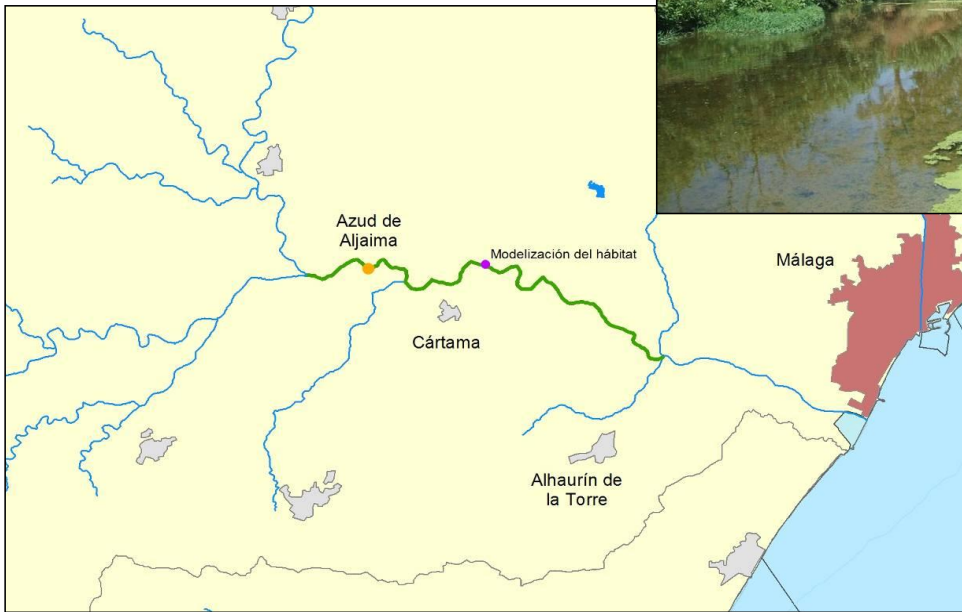 Azud de
Aljaima
Modelización del hábitat
Málaga
Cártama
Alhaurín de
la Torre